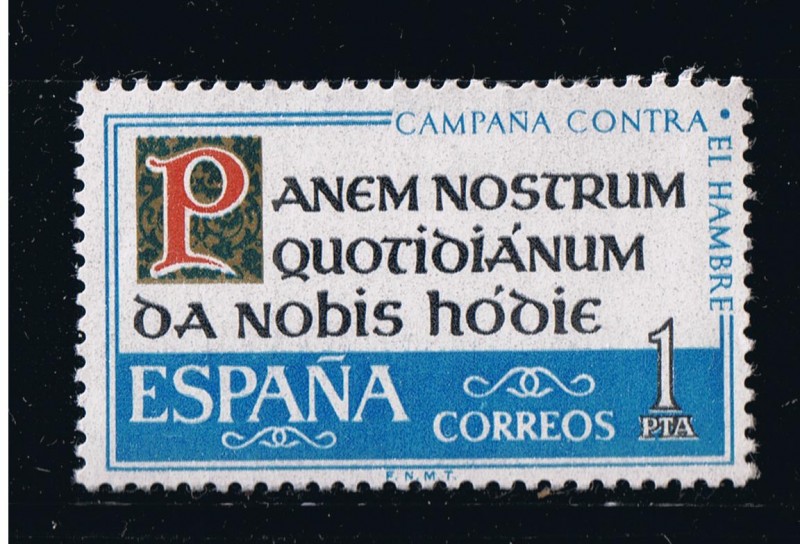 CAMPAÑA CONTRA • EL HAMBRE
PANEM NOSTRUM
QUOTIDIÁNUM
DA NOBIS HÓDIE
ESPAÑA
CORREOS
1
PTA
F.N.M.T.